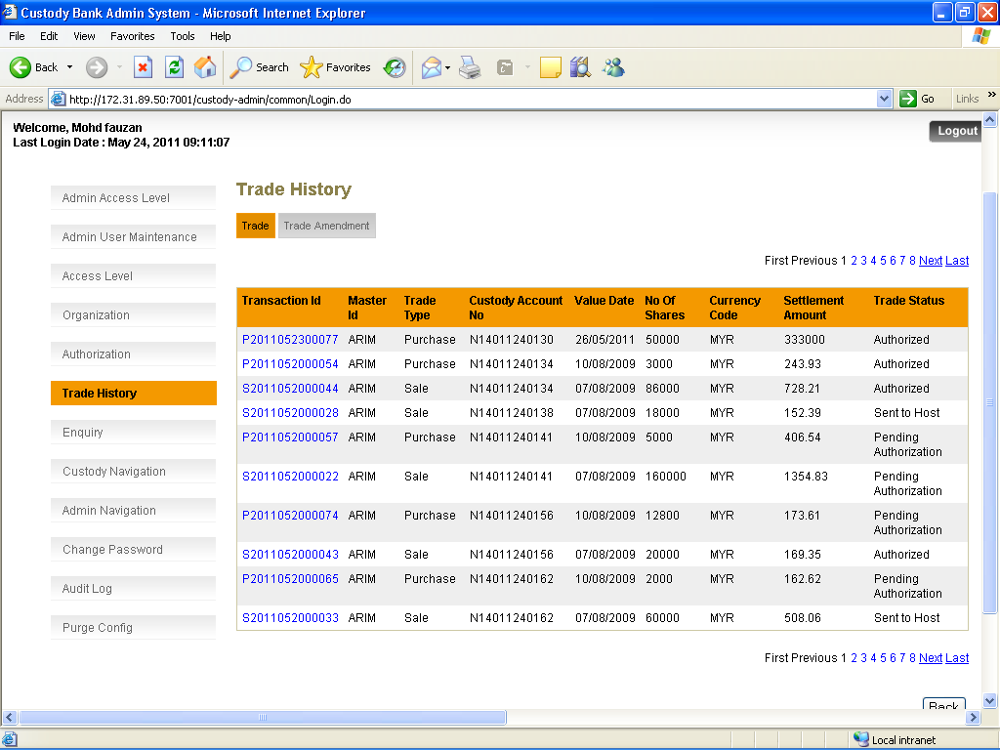 Custody Bank Admin System - Microsoft Internet Explorer
File Edit View Favorites Tools Help
Back Search Favorites
Address http://172.31.89.50:7001/custody-admin/common/Login.do Go Links »
Welcome, Mohd fauzan
Last Login Date : May 24, 2011 09:11:07
Logout
Admin Access Level
Admin User Maintenance
Access Level
Organization
Authorization
Trade History
Enquiry
Custody Navigation
Admin Navigation
Change Password
Audit Log
Purge Config
Trade History
Trade Trade Amendment
First Previous 1 2 3 4 5 6 7 8 Next Last
Transaction Id Master Id Trade Type Custody Account No Value Date No Of Shares Currency Code Settlement Amount Trade Status
P2011052300077 ARIM Purchase N14011240130 26/05/2011 50000 MYR 333000 Authorized
P2011052000054 ARIM Purchase N14011240134 10/08/2009 3000 MYR 243.93 Authorized
S2011052000044 ARIM Sale N14011240134 07/08/2009 86000 MYR 728.21 Authorized
S2011052000028 ARIM Sale N14011240138 07/08/2009 18000 MYR 152.39 Sent to Host
P2011052000057 ARIM Purchase N14011240141 10/08/2009 5000 MYR 406.54 Pending Authorization
S2011052000022 ARIM Sale N14011240141 07/08/2009 160000 MYR 1354.83 Pending Authorization
P2011052000074 ARIM Purchase N14011240156 10/08/2009 12800 MYR 173.61 Pending Authorization
S2011052000043 ARIM Sale N14011240156 07/08/2009 20000 MYR 169.35 Authorized
P2011052000065 ARIM Purchase N14011240162 10/08/2009 2000 MYR 162.62 Pending Authorization
S2011052000033 ARIM Sale N14011240162 07/08/2009 60000 MYR 508.06 Sent to Host
First Previous 1 2 3 4 5 6 7 8 Next Last
Back
Local intranet